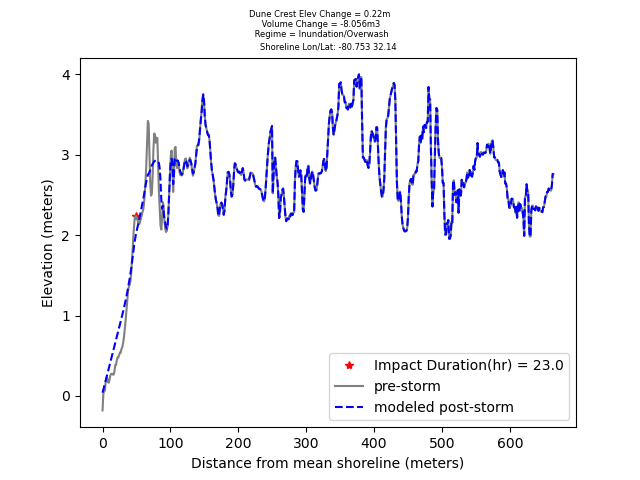 Dune Crest Elev Change = 0.22m
Volume Change = -8.056m3
Regime = Inundation/Overwash
Shoreline Lon/Lat: -80.753 32.14
4
3
2
1
0
Elevation (meters)
Impact Duration(hr) = 23.0
pre-storm
modeled post-storm
0 100 200 300 400 500 600
Distance from mean shoreline (meters)